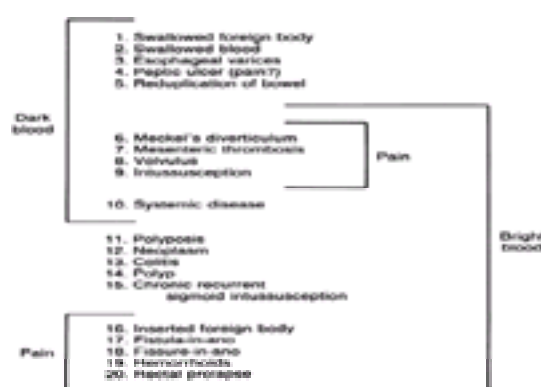 1. Swallowed foreign body
2. Swallowed blood
3. Esophageal varices
4. Peptic ulcer (pain?)
5. Reduplication of bowel
Dark
blood
6. Meckel's diverticulum
7. Mesenteric thrombosis
8. Volvulus
9. Intussusception
Pain
10. Systemic disease
11. Polyposis
12. Neoplasm
13. Colitis
14. Polyp
15. Chronic recurrent
sigmoid intussusception
Bright
blood
16. Inserted foreign body
17. Fistula-in-ano
18. Fissure-in-ano
19. Hemorrhoids
20. Rectal prolapse
Pain